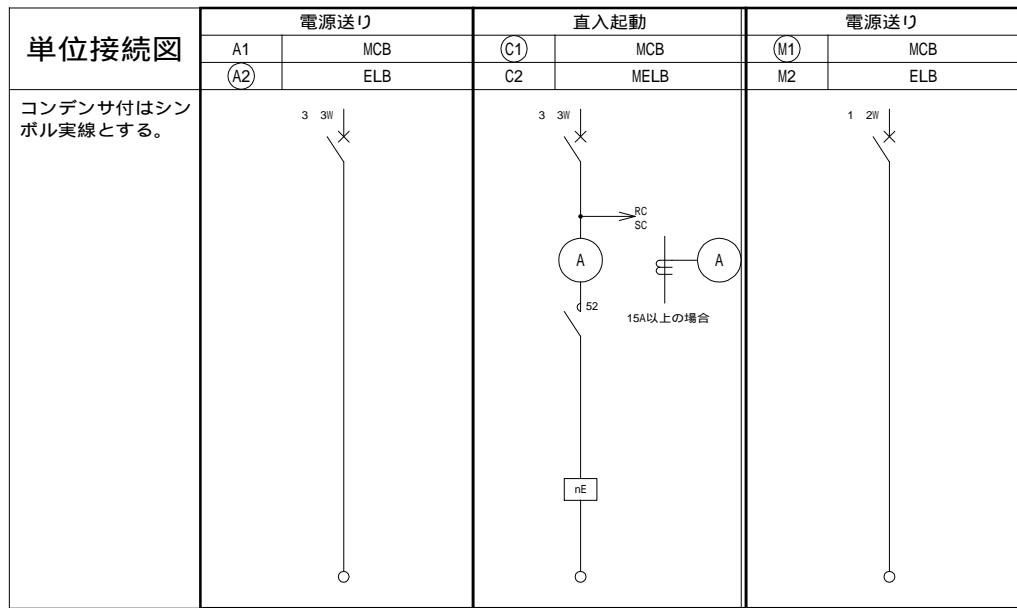 単位接続図
電源送り
直入起動
電源送り
A1 MCB
C1 MCB
M1 MCB
A2 ELB
C2 MELB
M2 ELB
コンデンサ付はシン
ボル実線とする。
3 3W
3 3W
1 2W
RC
SC
A
A
52
15A以上の場合
nE